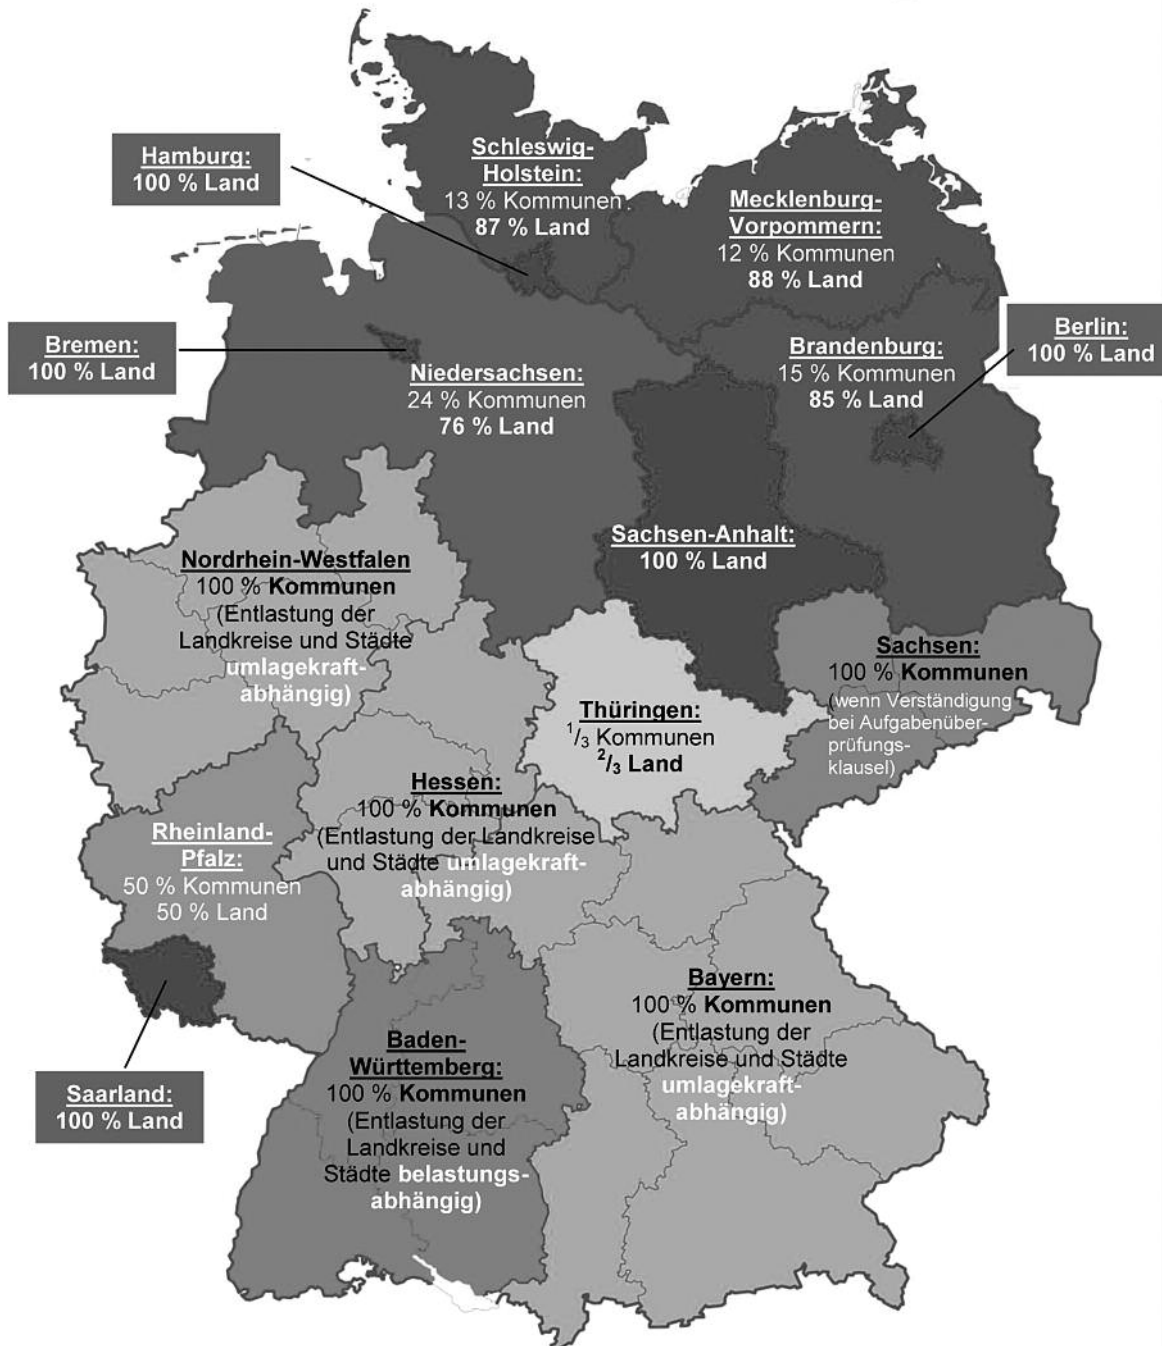 Hamburg:
100 % Land
Schleswig-
Holstein:
13 % Kommunen
87 % Land
Mecklenburg-
Vorpommern:
12 % Kommunen
88 % Land
Bremen:
100 % Land
Niedersachsen:
24 % Kommunen
76 % Land
Brandenburg:
15 % Kommunen
85 % Land
Berlin:
100 % Land
Sachsen-Anhalt:
100 % Land
Nordrhein-Westfalen
100 % Kommunen
(Entlastung der
Landkreise und Städte
umlagekraft-
abhängig)
Sachsen:
100 % Kommunen
(wenn Verständigung
bei Aufgabenüber-
prüfungs-
klausel)
Thüringen:
1/3 Kommunen
2/3 Land
Hessen:
100 % Kommunen
(Entlastung der Landkreise
und Städte umlagekraft-
abhängig)
Rheinland-
Pfalz:
50 % Kommunen
50 % Land
Bayern:
100 % Kommunen
(Entlastung der
Landkreise und Städte
umlagekraft-
abhängig)
Baden-
Württemberg:
100 % Kommunen
(Entlastung der
Landkreise und
Städte belastungs-
abhängig)
Saarland:
100 % Land